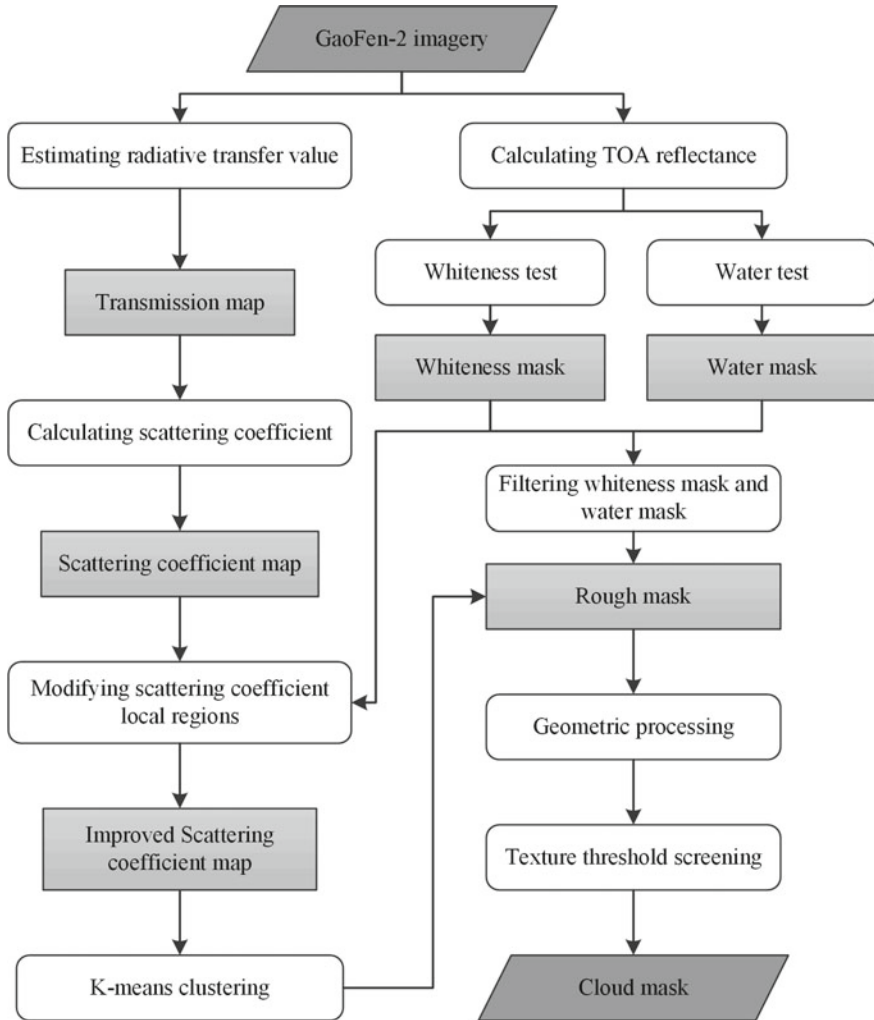 GaoFen-2 imagery
Estimating radiative transfer value
Calculating TOA reflectance
Whiteness test
Water test
Transmission map
Whiteness mask
Water mask
Calculating scattering coefficient
Filtering whiteness mask and
water mask
Scattering coefficient map
Rough mask
Modifying scattering coefficient
local regions
Geometric processing
Improved Scattering
coefficient map
Texture threshold screening
K-means clustering
Cloud mask